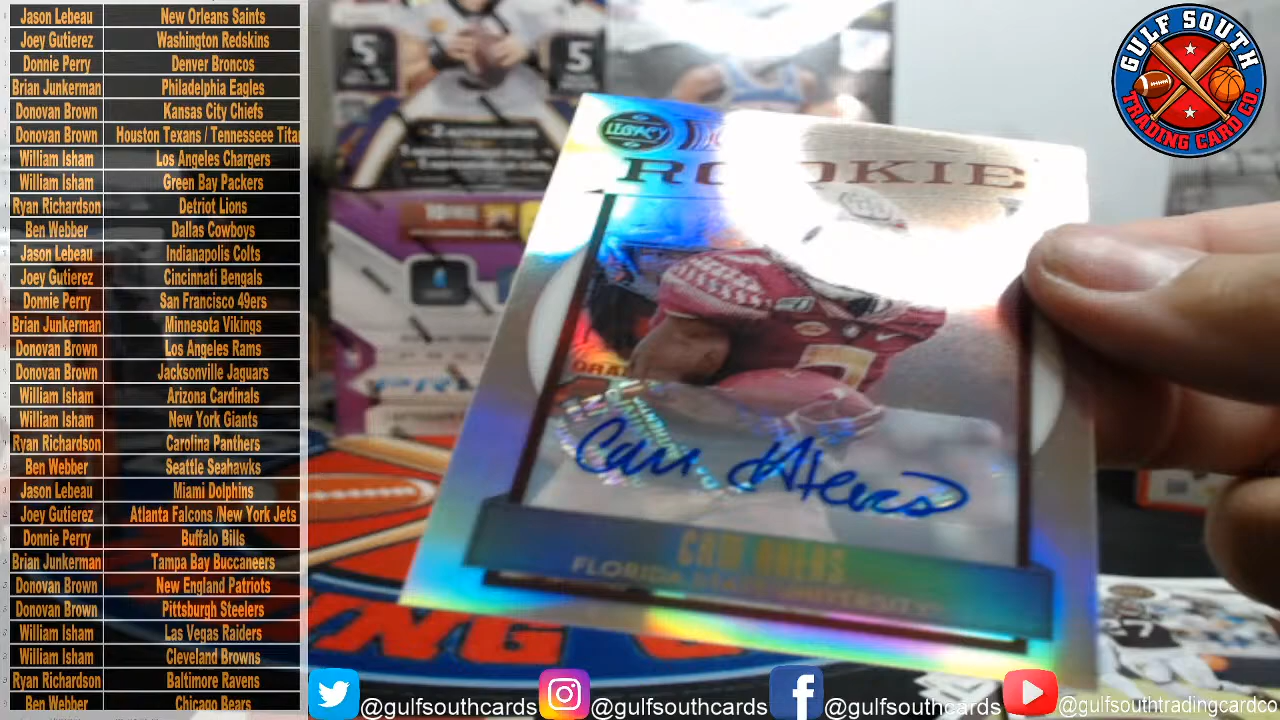 Jason Lebeau New Orleans Saints
Joey Gutierez Washington Redskins
Donnie Perry Denver Broncos
Brian Junkerman Philadelphia Eagles
Donovan Brown Kansas City Chiefs
Donovan Brown Houston Texans / Tennesseee Tita
William Isham Los Angeles Chargers
William Isham Green Bay Packers
Ryan Richardson Detriot Lions
Ben Webber Dallas Cowboys
Jason Lebeau Indianapolis Colts
Joey Gutierez Cincinnati Bengals
Donnie Perry San Francisco 49ers
Brian Junkerman Minnesota Vikings
Donovan Brown Los Angeles Rams
Donovan Brown Jacksonville Jaguars
William Isham Arizona Cardinals
William Isham New York Giants
Ryan Richardson Carolina Panthers
Ben Webber Seattle Seahawks
Jason Lebeau Miami Dolphins
Joey Gutierez Atlanta Falcons /New York Jets
Donnie Perry Buffalo Bills
Brian Junkerman Tampa Bay Buccaneers
Donovan Brown New England Patriots
Donovan Brown Pittsburgh Steelers
William Isham Las Vegas Raiders
William Isham Cleveland Browns
Ryan Richardson Baltimore Ravens
Ben Webber Chicago Bears
5 5
LEGACY
ROOKIE
Cam Akers
CAM AKERS
FLORIDA STATE
GULF SOUTH
TRADING CARD CO.
NG
@gulfsouthcards @gulfsouthcards @gulfsouthcards @gulfsouthtradingcardco